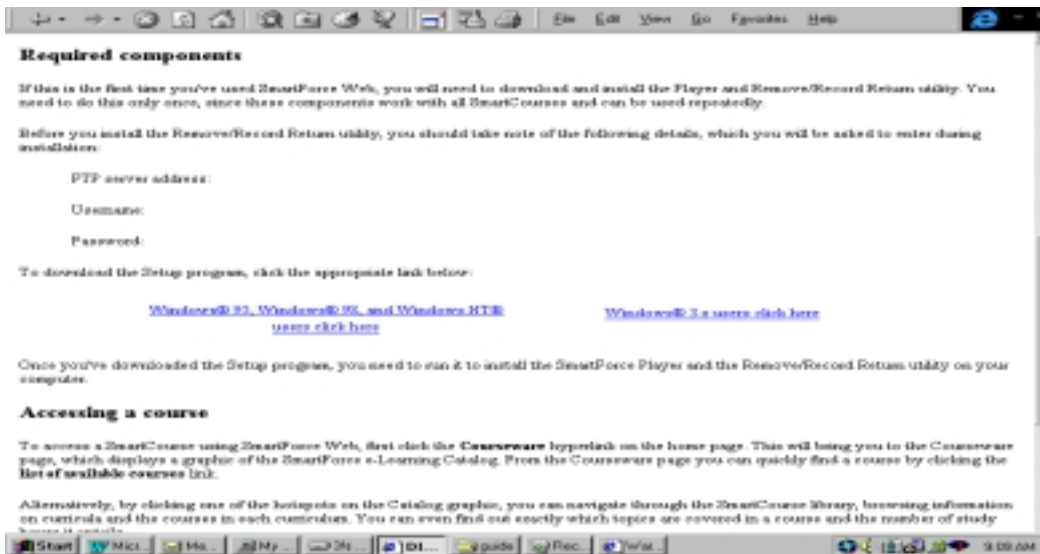 File Edit View Go Favorites Help
Required components
If this is the first time you've used SmartForce Web, you will need to download and install the Player and Remove/Record Return utility. You
need to do this only once, since these components work with all SmartCourses and can be used repeatedly.
Before you install the Remove/Record Return utility, you should take note of the following details, which you will be asked to enter during
installation:
FTP server address:
Username:
Password:
To download the Setup program, click the appropriate link below:
Windows® 95, Windows® 98, and Windows NT®
users click here
Windows® 3.x users click here
Once you've downloaded the Setup program, you need to run it to install the SmartForce Player and the Remove/Record Return utility on your
computer.
Accessing a course
To access a SmartCourse using SmartForce Web, first click the Courseware hyperlink on the home page. This will bring you to the Courseware
page, which displays a graphic of the SmartForce e-Learning Catalog. From the Courseware page you can quickly find a course by clicking the
list of available courses link.
Alternatively, by clicking one of the hotspots on the Catalog graphic, you can navigate through the SmartCourse library, browsing information
on curricula and the courses in each curriculum. You can even find out exactly which topics are covered in a course and the number of study
hours it entails.
Start Micr... Me... My ... guide Rec... 9:09 AM